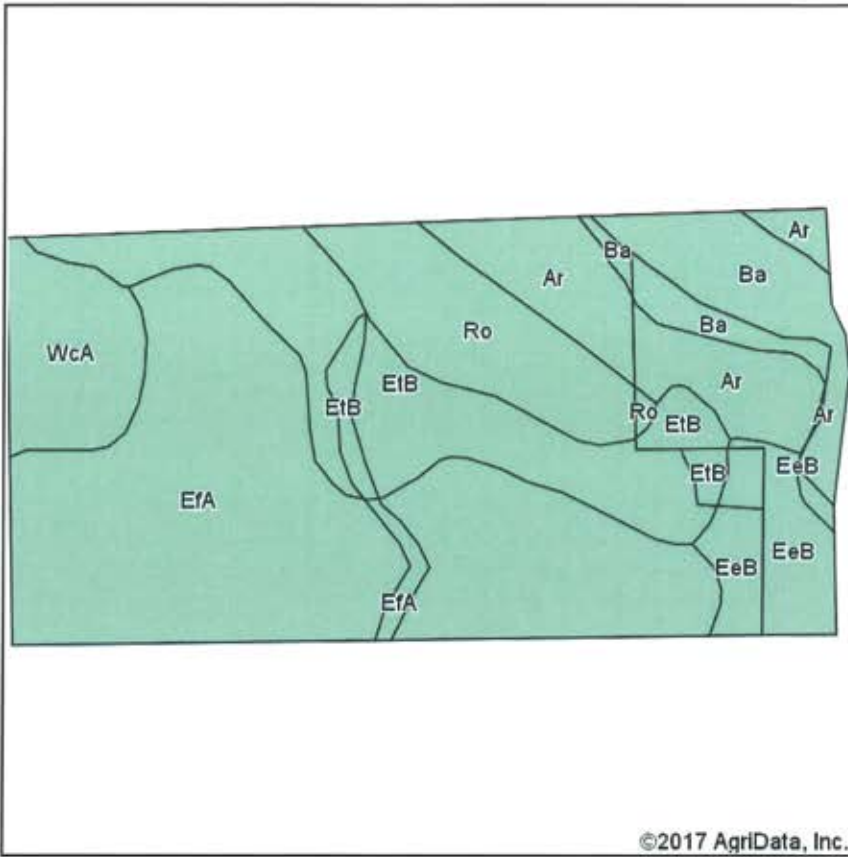 Ar
Ba
Ar
Ba
Ro
Ba
WcA
Ar
EtB
EtB
Ro
Ar
EtB
EeB
EtB
EfA
EeB
EeB
EfA
©2017 AgriData, Inc.